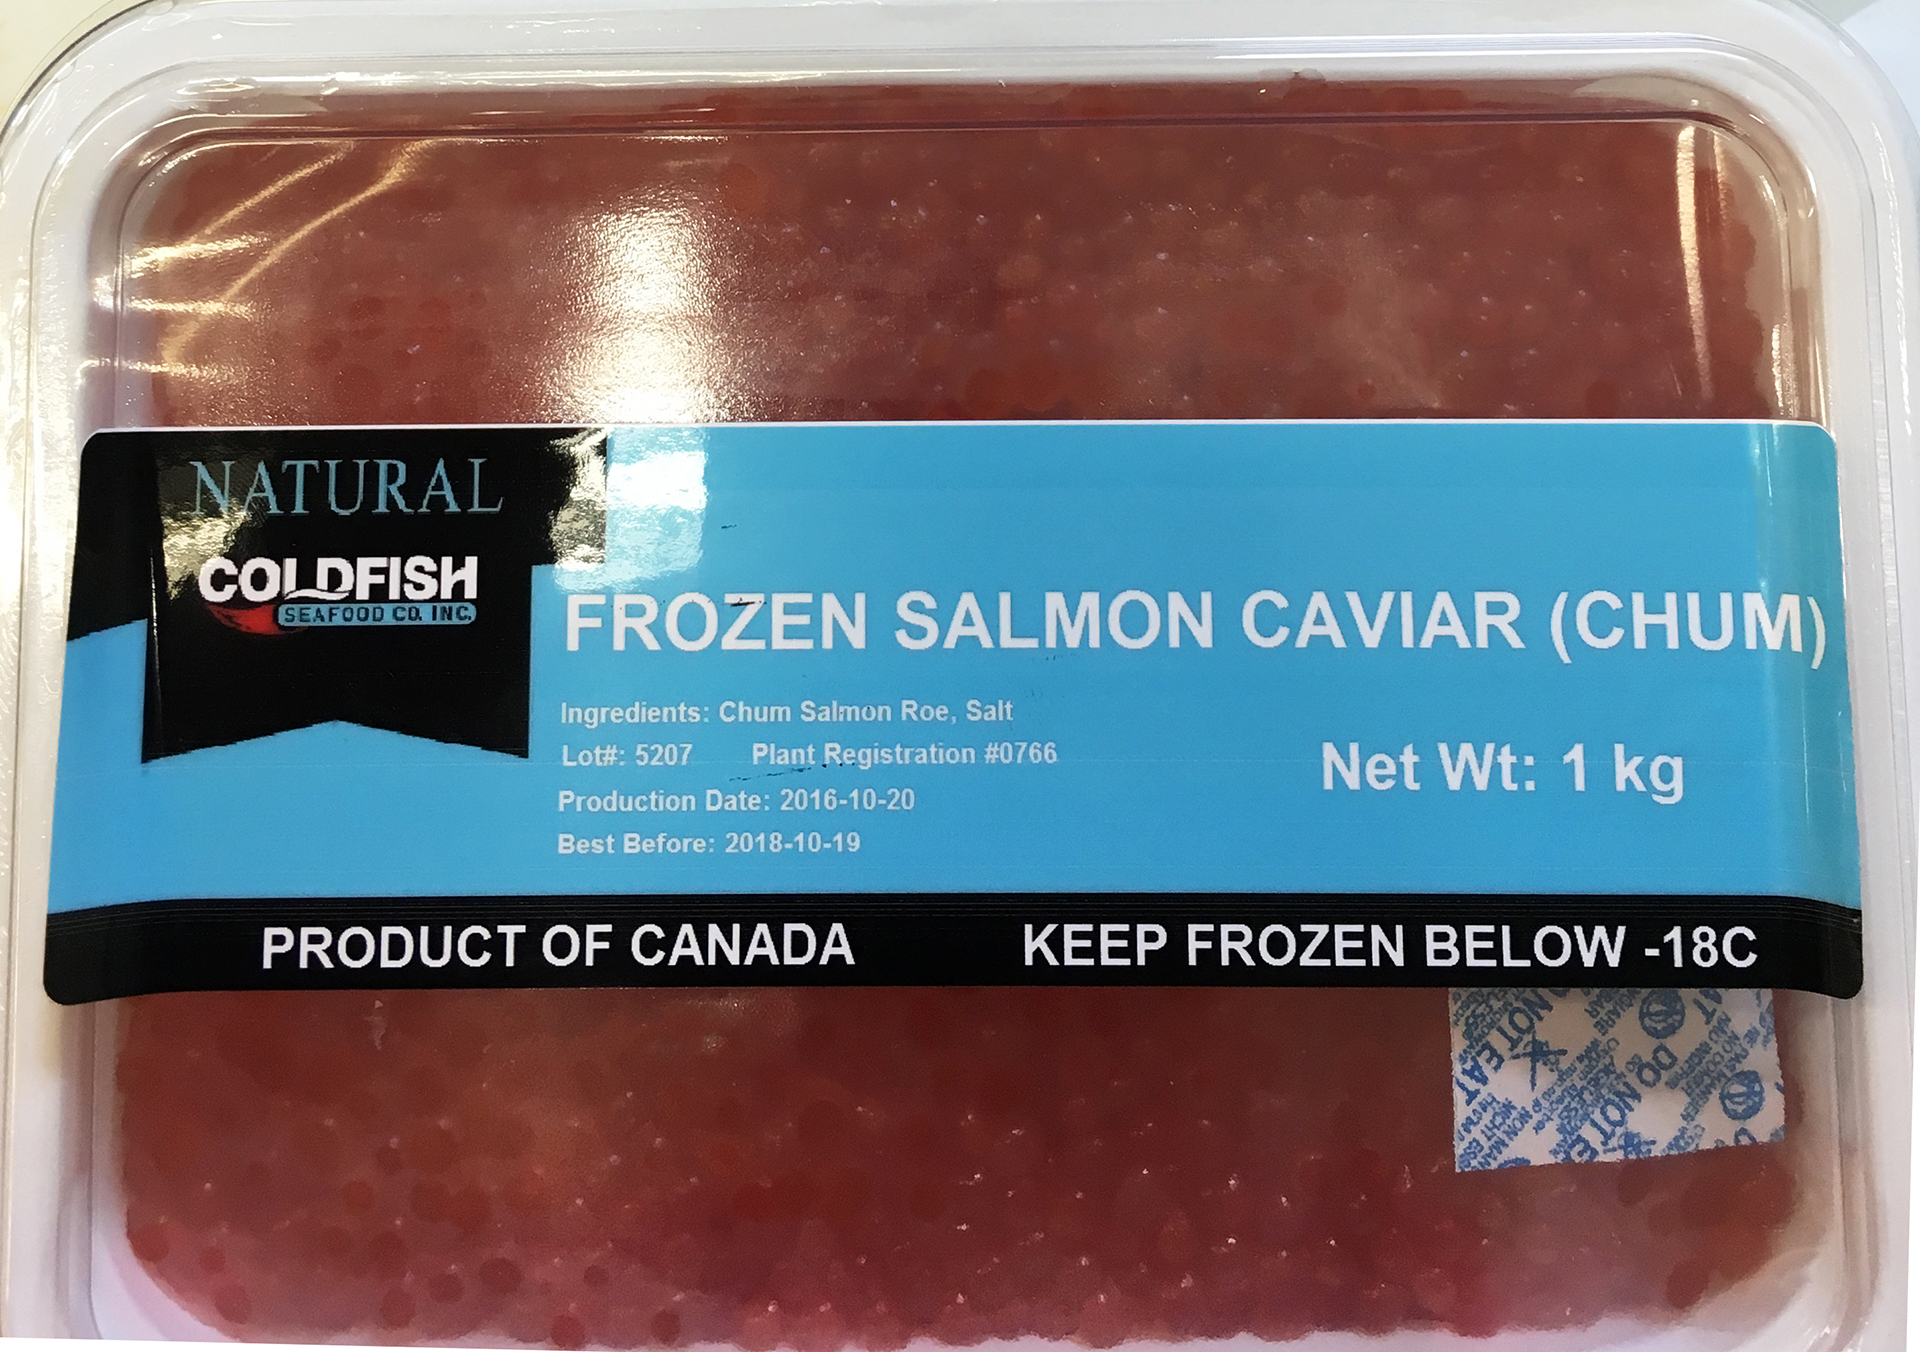 NATURAL
COLDFISH
SEAFOOD CO. INC.
FROZEN SALMON CAVIAR (CHUM)
Ingredients: Chum Salmon Roe, Salt
Lot#: 5207 Plant Registration #0766
Net Wt: 1 kg
Production Date: 2016-10-20
Best Before: 2018-10-19
PRODUCT OF CANADA KEEP FROZEN BELOW -18C
NOT EAT
DO NOT